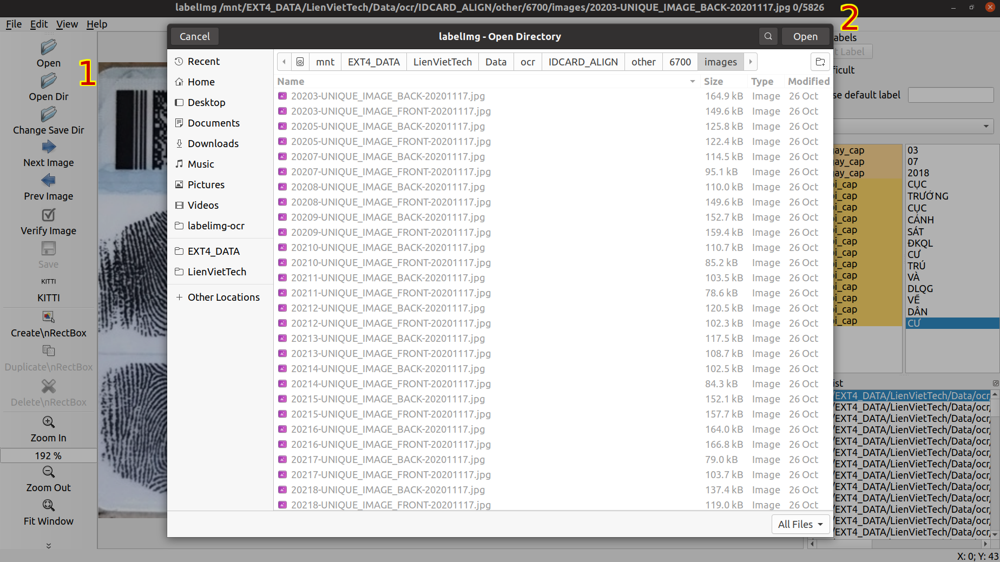 labelImg /mnt/EXT4_DATA/LienVietTech/Data/ocr/IDCARD_ALIGN/other/6700/images/20203-UNIQUE_IMAGE_BACK-20201117.jpg 0/5826
File Edit View Help
2
1
Open
Open Dir
Change Save Dir
Next Image
Prev Image
Verify Image
Save
KITTI
KITTI
Create\nRectBox
Duplicate\nRectBox
Delete\nRectBox
Zoom In
192 %
Zoom Out
Fit Window
Cancel labelImg - Open Directory Open
Recent
Home
Desktop
Documents
Downloads
Music
Pictures
Videos
labelimg-ocr
EXT4_DATA
LienVietTech
Other Locations
mnt EXT4_DATA LienVietTech Data ocr IDCARD_ALIGN other 6700 images
Name Size Type Modified
20203-UNIQUE_IMAGE_BACK-20201117.jpg 164.9 kB Image 26 Oct
20203-UNIQUE_IMAGE_FRONT-20201117.jpg 149.6 kB Image 26 Oct
20205-UNIQUE_IMAGE_BACK-20201117.jpg 125.8 kB Image 26 Oct
20205-UNIQUE_IMAGE_FRONT-20201117.jpg 122.4 kB Image 26 Oct
20207-UNIQUE_IMAGE_BACK-20201117.jpg 114.5 kB Image 26 Oct
20207-UNIQUE_IMAGE_FRONT-20201117.jpg 95.1 kB Image 26 Oct
20208-UNIQUE_IMAGE_BACK-20201117.jpg 110.0 kB Image 26 Oct
20208-UNIQUE_IMAGE_FRONT-20201117.jpg 149.6 kB Image 26 Oct
20209-UNIQUE_IMAGE_BACK-20201117.jpg 152.7 kB Image 26 Oct
20209-UNIQUE_IMAGE_FRONT-20201117.jpg 159.4 kB Image 26 Oct
20210-UNIQUE_IMAGE_BACK-20201117.jpg 110.7 kB Image 26 Oct
20210-UNIQUE_IMAGE_FRONT-20201117.jpg 85.2 kB Image 26 Oct
20211-UNIQUE_IMAGE_BACK-20201117.jpg 103.5 kB Image 26 Oct
20211-UNIQUE_IMAGE_FRONT-20201117.jpg 78.6 kB Image 26 Oct
20212-UNIQUE_IMAGE_BACK-20201117.jpg 120.5 kB Image 26 Oct
20212-UNIQUE_IMAGE_FRONT-20201117.jpg 102.3 kB Image 26 Oct
20213-UNIQUE_IMAGE_BACK-20201117.jpg 117.5 kB Image 26 Oct
20213-UNIQUE_IMAGE_FRONT-20201117.jpg 108.7 kB Image 26 Oct
20214-UNIQUE_IMAGE_BACK-20201117.jpg 102.5 kB Image 26 Oct
20214-UNIQUE_IMAGE_FRONT-20201117.jpg 84.3 kB Image 26 Oct
20215-UNIQUE_IMAGE_BACK-20201117.jpg 152.1 kB Image 26 Oct
20215-UNIQUE_IMAGE_FRONT-20201117.jpg 157.7 kB Image 26 Oct
20216-UNIQUE_IMAGE_BACK-20201117.jpg 164.0 kB Image 26 Oct
20216-UNIQUE_IMAGE_FRONT-20201117.jpg 166.8 kB Image 26 Oct
20217-UNIQUE_IMAGE_BACK-20201117.jpg 79.0 kB Image 26 Oct
20217-UNIQUE_IMAGE_FRONT-20201117.jpg 103.7 kB Image 26 Oct
20218-UNIQUE_IMAGE_BACK-20201117.jpg 137.4 kB Image 26 Oct
20218-UNIQUE_IMAGE_FRONT-20201117.jpg 119.0 kB Image 26 Oct
All Files
abels
t Label
ficult
se default label
ay_cap 03
ay_cap 07
ay_cap 2018
i_cap CỤC
i_cap TRƯỞNG
i_cap CỤC
i_cap CẢNH
i_cap SÁT
i_cap ĐKQL
i_cap CƯ
i_cap TRÚ
i_cap VÀ
i_cap DLQG
i_cap VỀ
i_cap DÂN
i_cap CƯ
ist
/EXT4_DATA/LienVietTech/Data/ocr/
/EXT4_DATA/LienVietTech/Data/ocr/
/EXT4_DATA/LienVietTech/Data/ocr/
/EXT4_DATA/LienVietTech/Data/ocr/
/EXT4_DATA/LienVietTech/Data/ocr/
/EXT4_DATA/LienVietTech/Data/ocr/
/EXT4_DATA/LienVietTech/Data/ocr/
/EXT4_DATA/LienVietTech/Data/ocr/
/EXT4_DATA/LienVietTech/Data/ocr/
/EXT4_DATA/LienVietTech/Data/ocr/
/EXT4_DATA/LienVietTech/Data/ocr/
/EXT4_DATA/LienVietTech/Data/ocr/
/EXT4_DATA/LienVietTech/Data/ocr/
X: 0; Y: 43